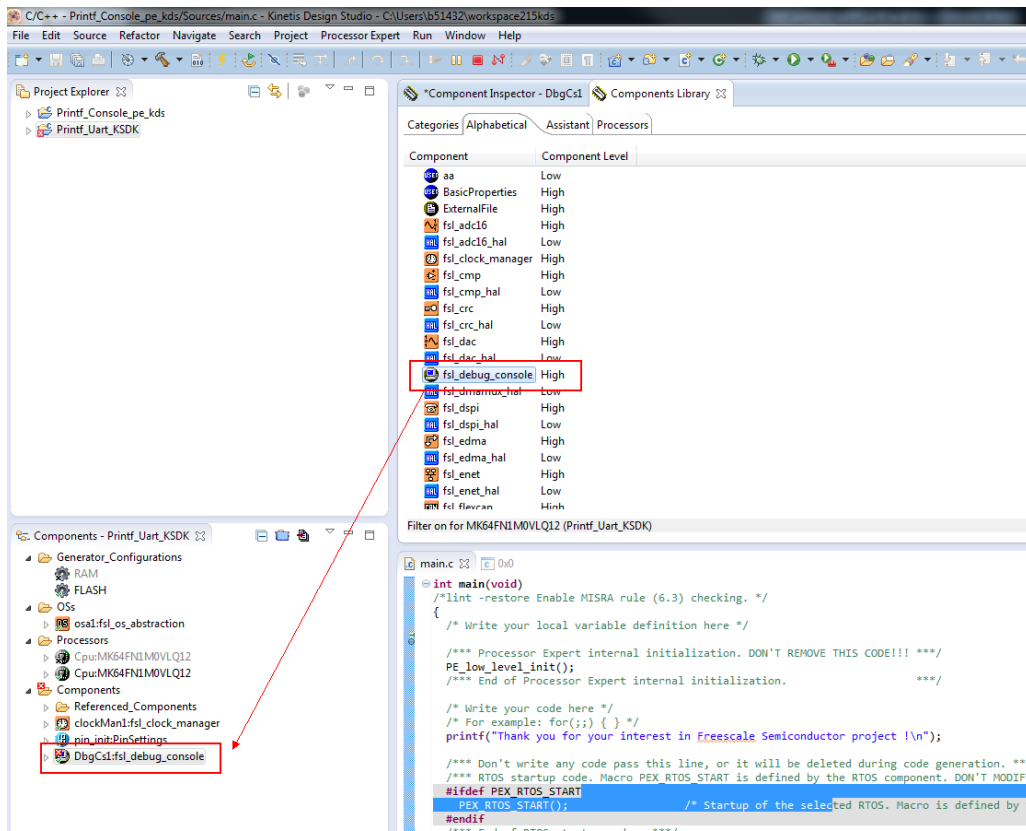 C/C++ - Printf_Console_pe_kds/Sources/main.c - Kinetis Design Studio - C:\Users\b51432\workspace215kds
File Edit Source Refactor Navigate Search Project Processor Expert Run Window Help
Project Explorer
Printf_Console_pe_kds
Printf_Uart_KSDK
*Component Inspector - DbgCs1 Components Library
Categories Alphabetical Assistant Processors
Component Component Level
aa Low
BasicProperties High
ExternalFile High
fsl_adc16 High
fsl_adc16_hal Low
fsl_clock_manager High
fsl_cmp High
fsl_cmp_hal Low
fsl_crc High
fsl_crc_hal Low
fsl_dac High
fsl_dac_hal Low
fsl_debug_console High
fsl_dmamux_hal Low
fsl_dspi High
fsl_dspi_hal Low
fsl_edma High
fsl_edma_hal Low
fsl_enet High
fsl_enet_hal Low
fsl_flexcan High
Filter on for MK64FN1M0VLQ12 (Printf_Uart_KSDK)
Components - Printf_Uart_KSDK
Generator_Configurations
RAM
FLASH
OSs
osa1:fsl_os_abstraction
Processors
Cpu:MK64FN1M0VLQ12
Cpu:MK64FN1M0VLQ12
Components
Referenced_Components
clockMan1:fsl_clock_manager
pin_init:PinSettings
DbgCs1:fsl_debug_console
main.c 0x0
int main(void)
/*lint -restore Enable MISRA rule (6.3) checking. */
{
/* Write your local variable definition here */
/*** Processor Expert internal initialization. DON'T REMOVE THIS CODE!!! ***/
PE_low_level_init();
/*** End of Processor Expert internal initialization. ***/
/* Write your code here */
/* For example: for(;;) { } */
printf("Thank you for your interest in Freescale Semiconductor project !\n");
/*** Don't write any code pass this line, or it will be deleted during code generation. **
/*** RTOS startup code. Macro PEX_RTOS_START is defined by the RTOS component. DON'T MODIF
#ifdef PEX_RTOS_START
PEX_RTOS_START(); /* Startup of the selected RTOS. Macro is defined by
#endif